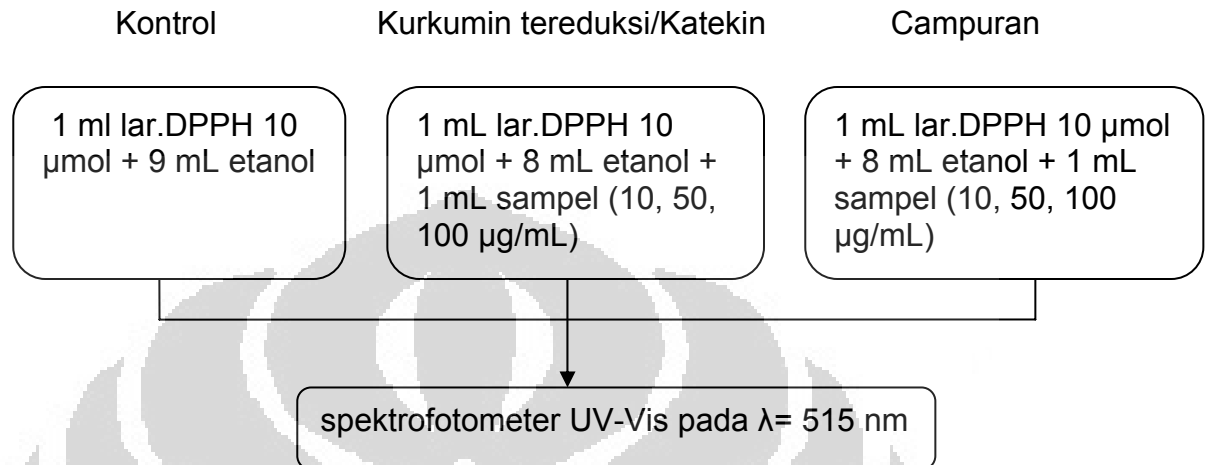 Kontrol
Kurkumin tereduksi/Katekin
Campuran
1 ml lar.DPPH 10
µmol + 9 mL etanol
1 mL lar.DPPH 10
µmol + 8 mL etanol +
1 mL sampel (10, 50,
100 µg/mL)
1 mL lar.DPPH 10 µmol
+ 8 mL etanol + 1 mL
sampel (10, 50, 100
µg/mL)
spektrofotometer UV-Vis pada λ= 515 nm